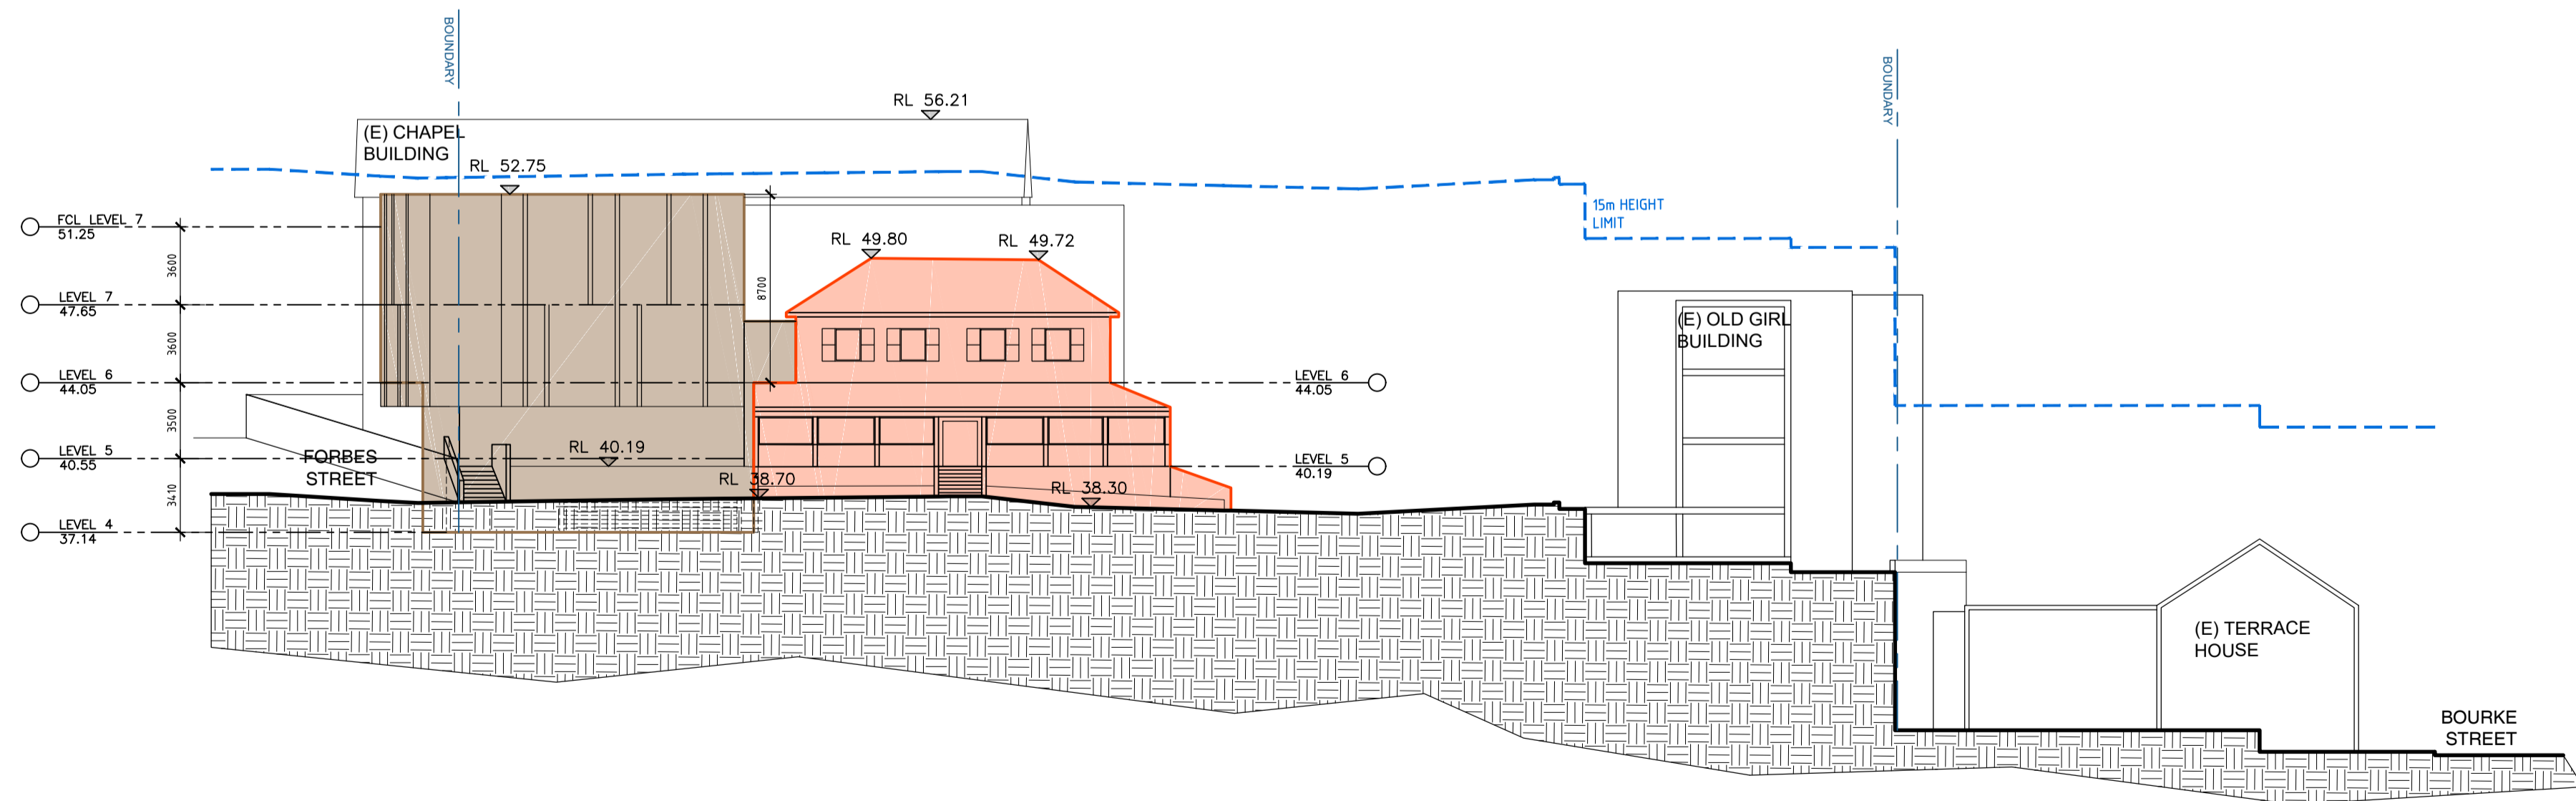 BOUNDARY
BOUNDARY
RL 56.21
(E) CHAPEL
BUILDING
RL 52.75
15m HEIGHT
LIMIT
FCL LEVEL 7
51.25
RL 49.80
RL 49.72
3600
8700
LEVEL 7
47.65
(E) OLD GIRL
BUILDING
3600
LEVEL 6
44.05
LEVEL 6
44.05
3500
RL 40.19
FORBES
STREET
LEVEL 5
40.55
LEVEL 5
40.19
RL 38.70
RL 38.30
3410
LEVEL 4
37.14
(E) TERRACE
HOUSE
BOURKE
STREET